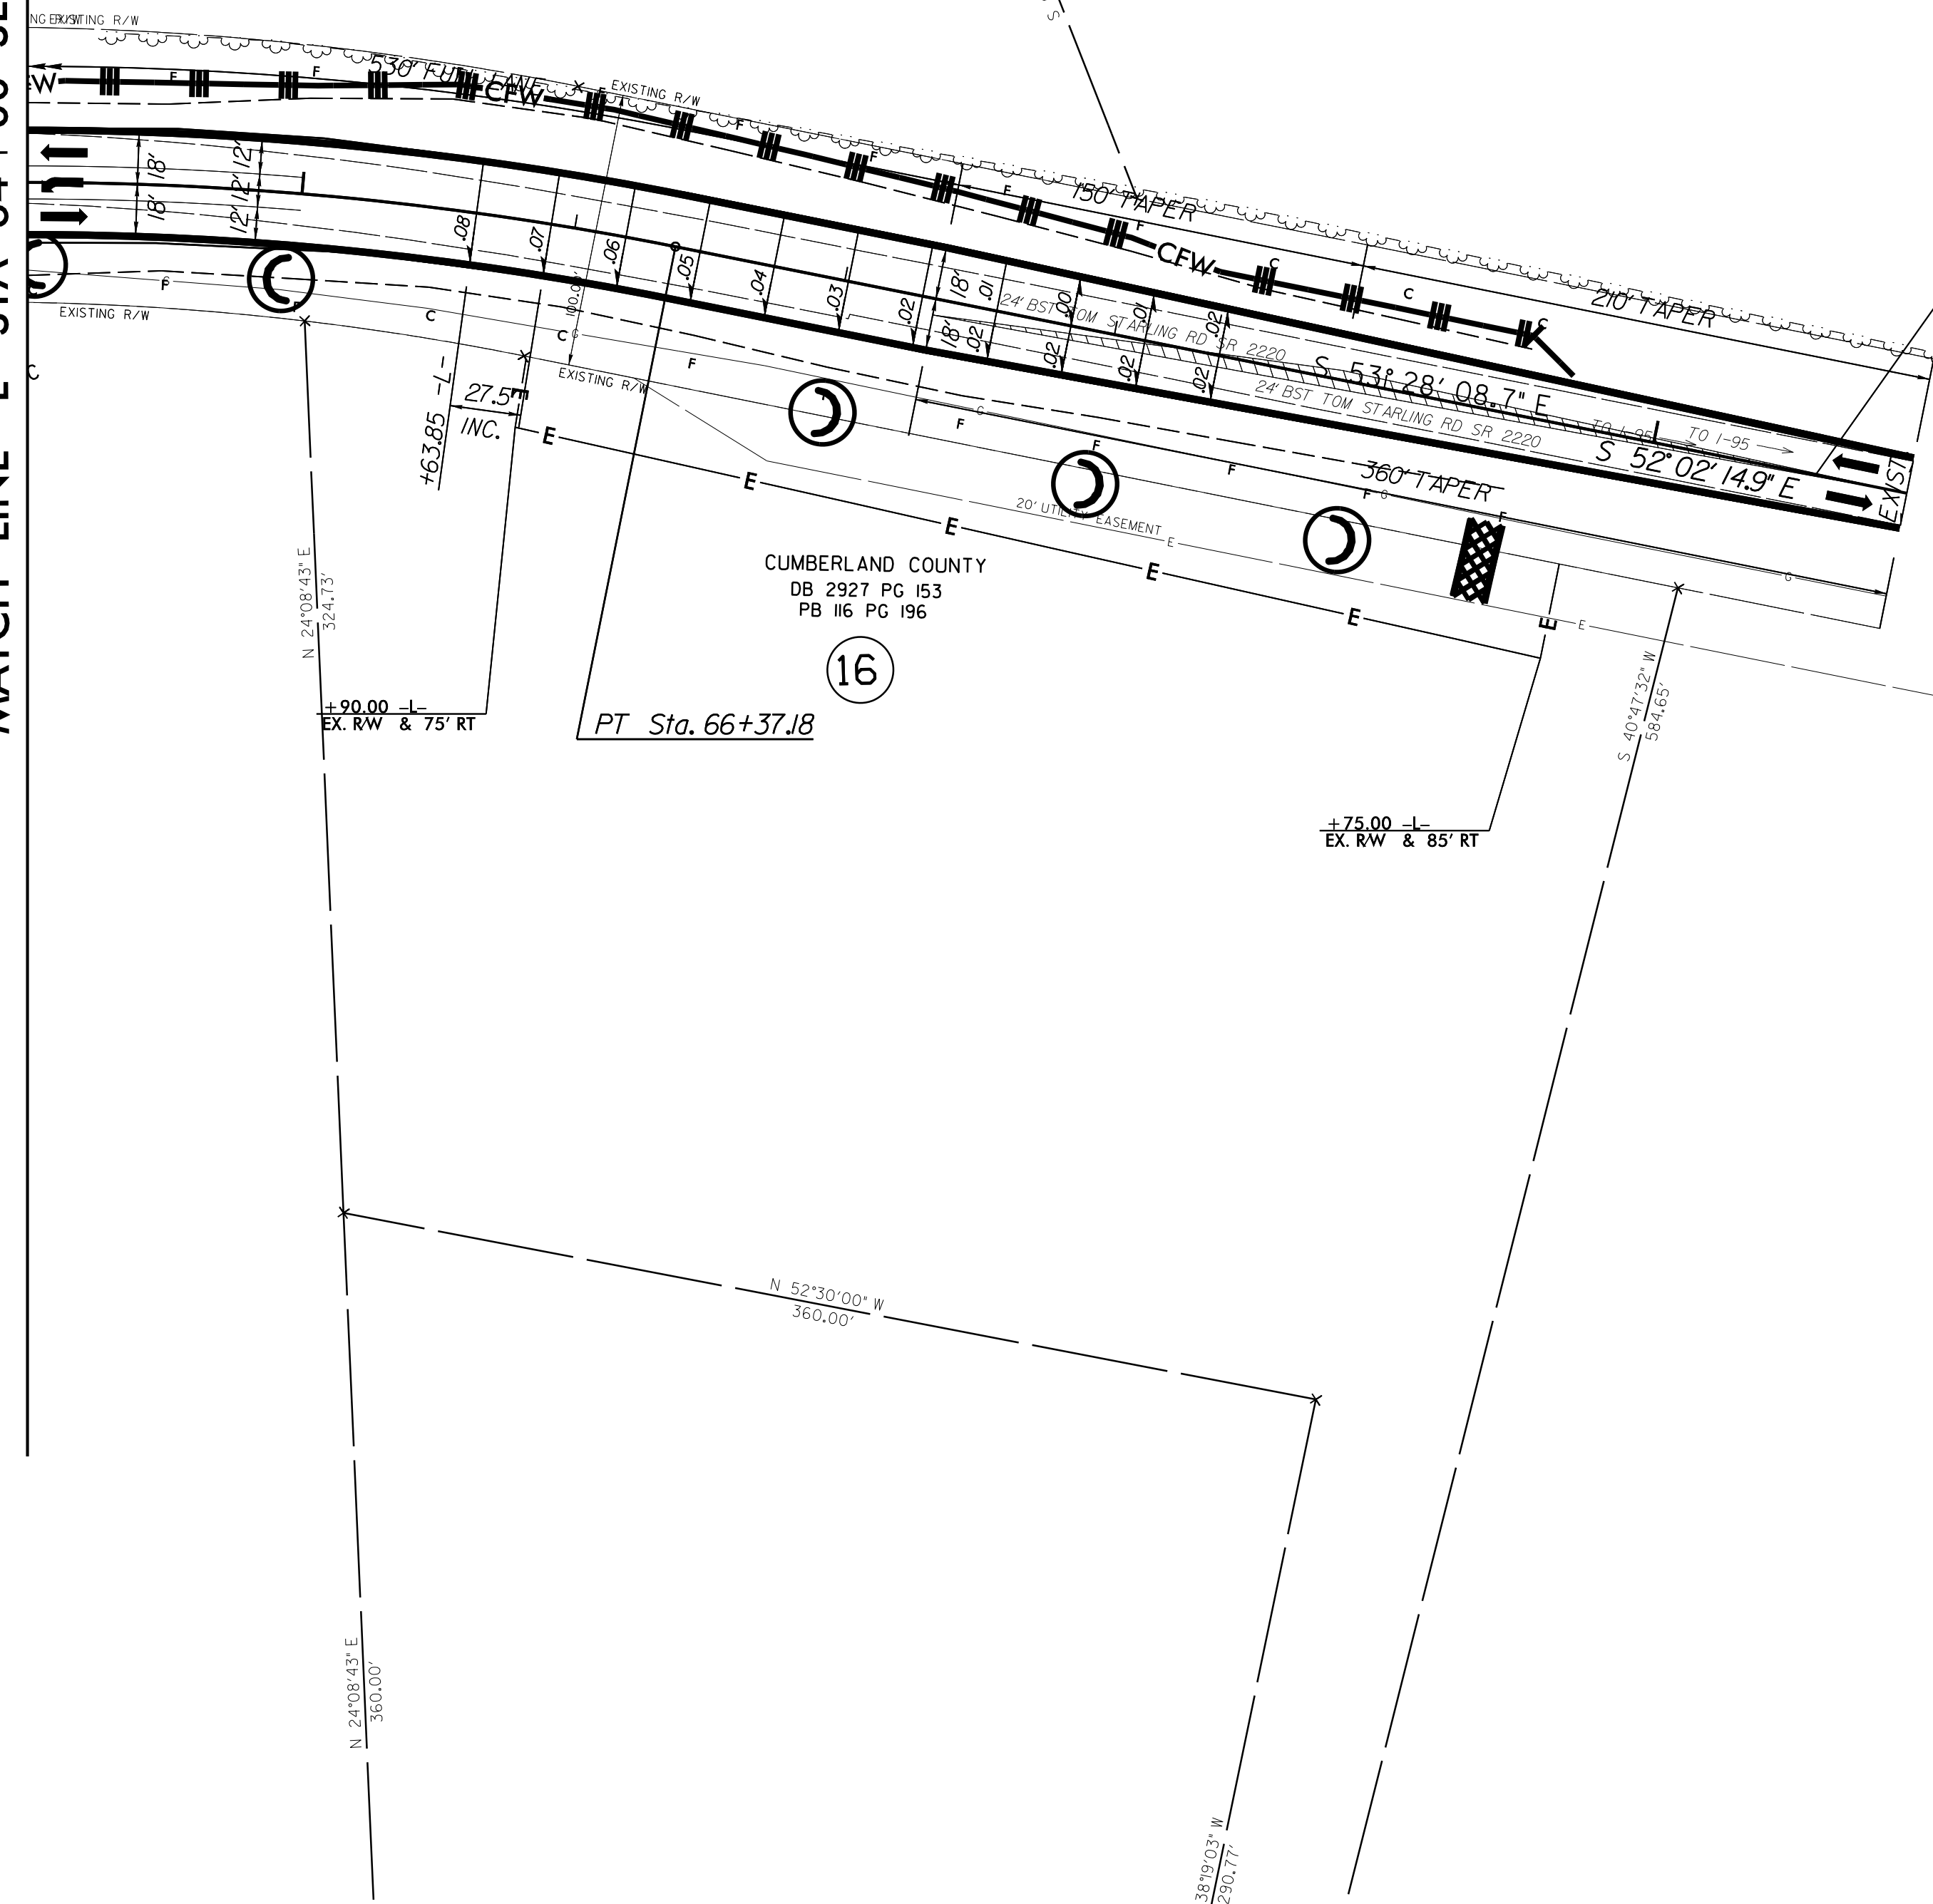 EXISTING R/W
530' FULL LANE
CFW
EXISTING R/W
150' TAPER
CFW
210' TAPER
18'
18'
12'
12'
12'
.08
.07
.06
.05
.04
.03
.02
.01
.00
.01
.02
18'
18'
.02
.02
.02
.02
100.00'
24' BST TOM STARLING RD SR 2220
S 53°28'08.7" E
24' BST TOM STARLING RD SR 2220
TO I-95
TO I-95
S 52°02'14.9" E
EXIST.
EXISTING R/W
EXISTING R/W
+63.85 -L-
27.5'
INC.
360' TAPER
20' UTILITY EASEMENT
CUMBERLAND COUNTY
DB 2927 PG 153
PB 116 PG 196
16
N 24°08'43" E
324.73'
+90.00 -L-
EX. R/W & 75' RT
PT Sta. 66+37.18
S 40°47'32" W
584.65'
+75.00 -L-
EX. R/W & 85' RT
N 52°30'00" W
360.00'
N 24°08'43" E
360.00'
38°19'03" W
290.77'